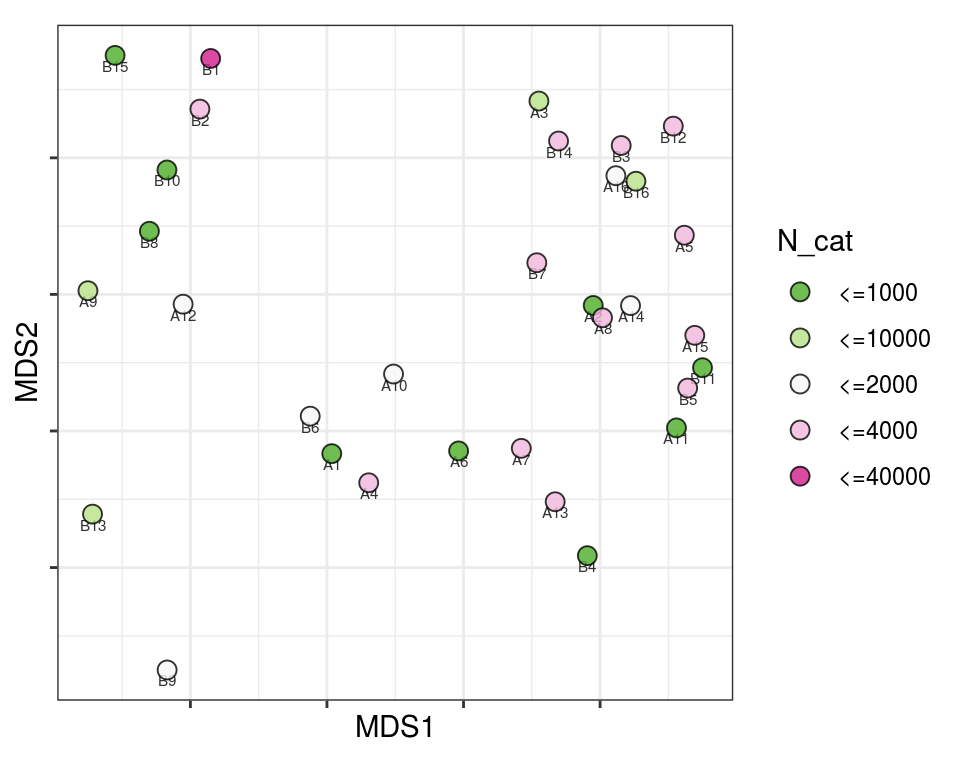 B15
B1
B2
A3
B14
B3
B12
B10
A16
B16
B8
A5
B7
A9
A12
A8
A14
A15
A10
B11
B5
B6
A11
A1
A6
A7
A4
A13
B13
B4
B9
MDS1
MDS2
N_cat
<=1000
<=10000
<=2000
<=4000
<=40000